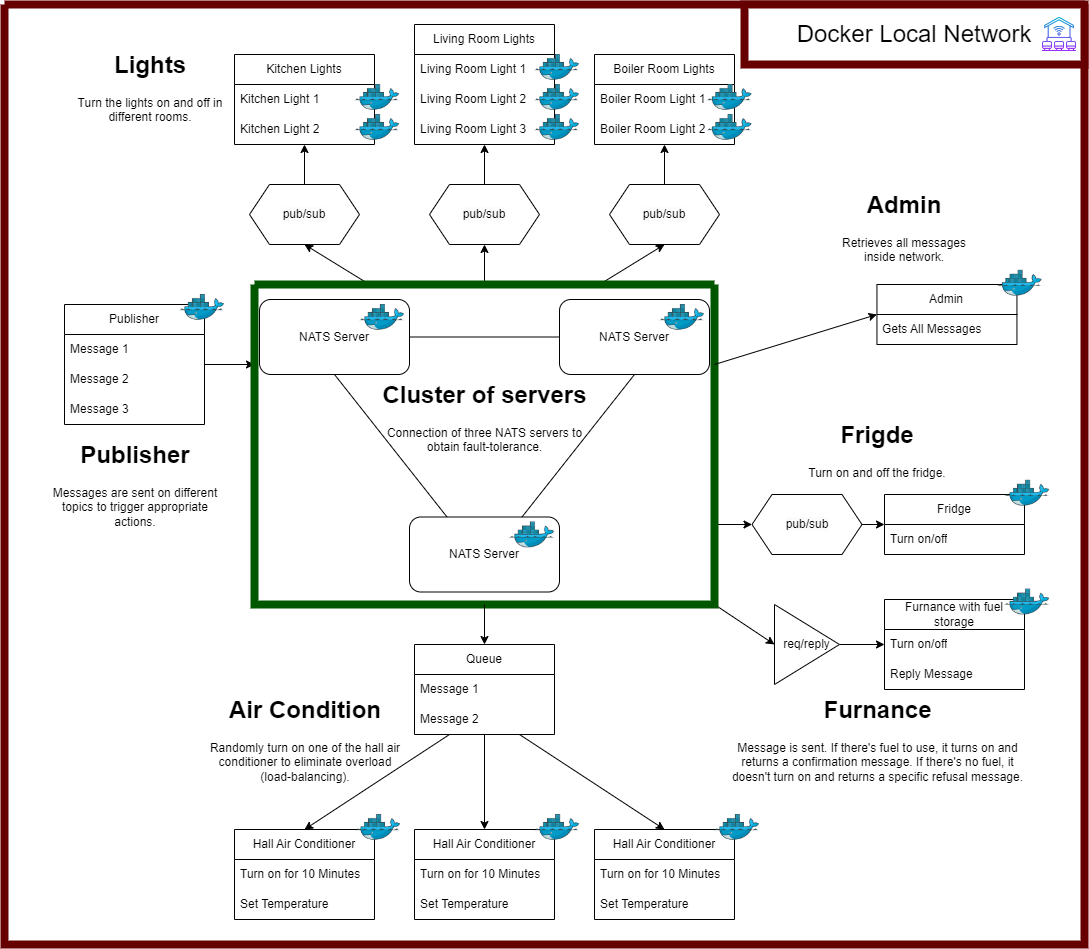 Docker Local Network
Lights
Turn the lights on and off in
different rooms.
Kitchen Lights
Kitchen Light 1
Kitchen Light 2
Living Room Lights
Living Room Light 1
Living Room Light 2
Living Room Light 3
Boiler Room Lights
Boiler Room Light 1
Boiler Room Light 2
pub/sub
pub/sub
pub/sub
Admin
Retrieves all messages
inside network.
Admin
Gets All Messages
Publisher
Message 1
Message 2
Message 3
Publisher
Messages are sent on different
topics to trigger appropriate
actions.
NATS Server
NATS Server
Cluster of servers
Connection of three NATS servers to
obtain fault-tolerance.
NATS Server
Frigde
Turn on and off the fridge.
pub/sub
Fridge
Turn on/off
req/reply
Furnance with fuel
storage
Turn on/off
Reply Message
Furnance
Message is sent. If there's fuel to use, it turns on and
returns a confirmation message. If there's no fuel, it
doesn't turn on and returns a specific refusal message.
Queue
Message 1
Message 2
Air Condition
Randomly turn on one of the hall air
conditioner to eliminate overload
(load-balancing).
Hall Air Conditioner
Turn on for 10 Minutes
Set Temperature
Hall Air Conditioner
Turn on for 10 Minutes
Set Temperature
Hall Air Conditioner
Turn on for 10 Minutes
Set Temperature